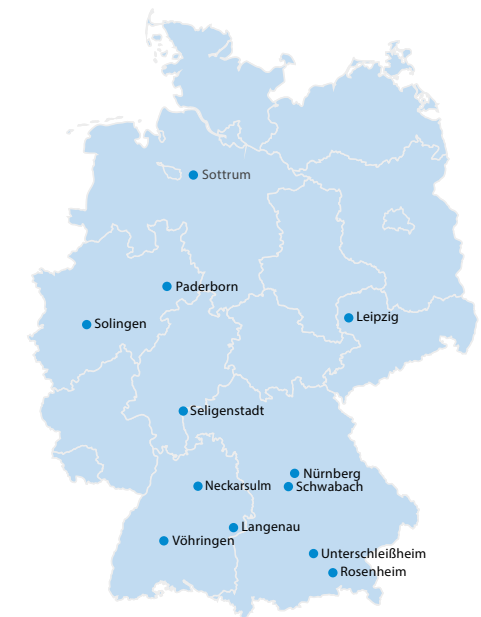 Sottrum
Paderborn
Leipzig
Solingen
Seligenstadt
Nürnberg
Neckarsulm
Schwabach
Langenau
Vöhringen
Unterschleißheim
Rosenheim